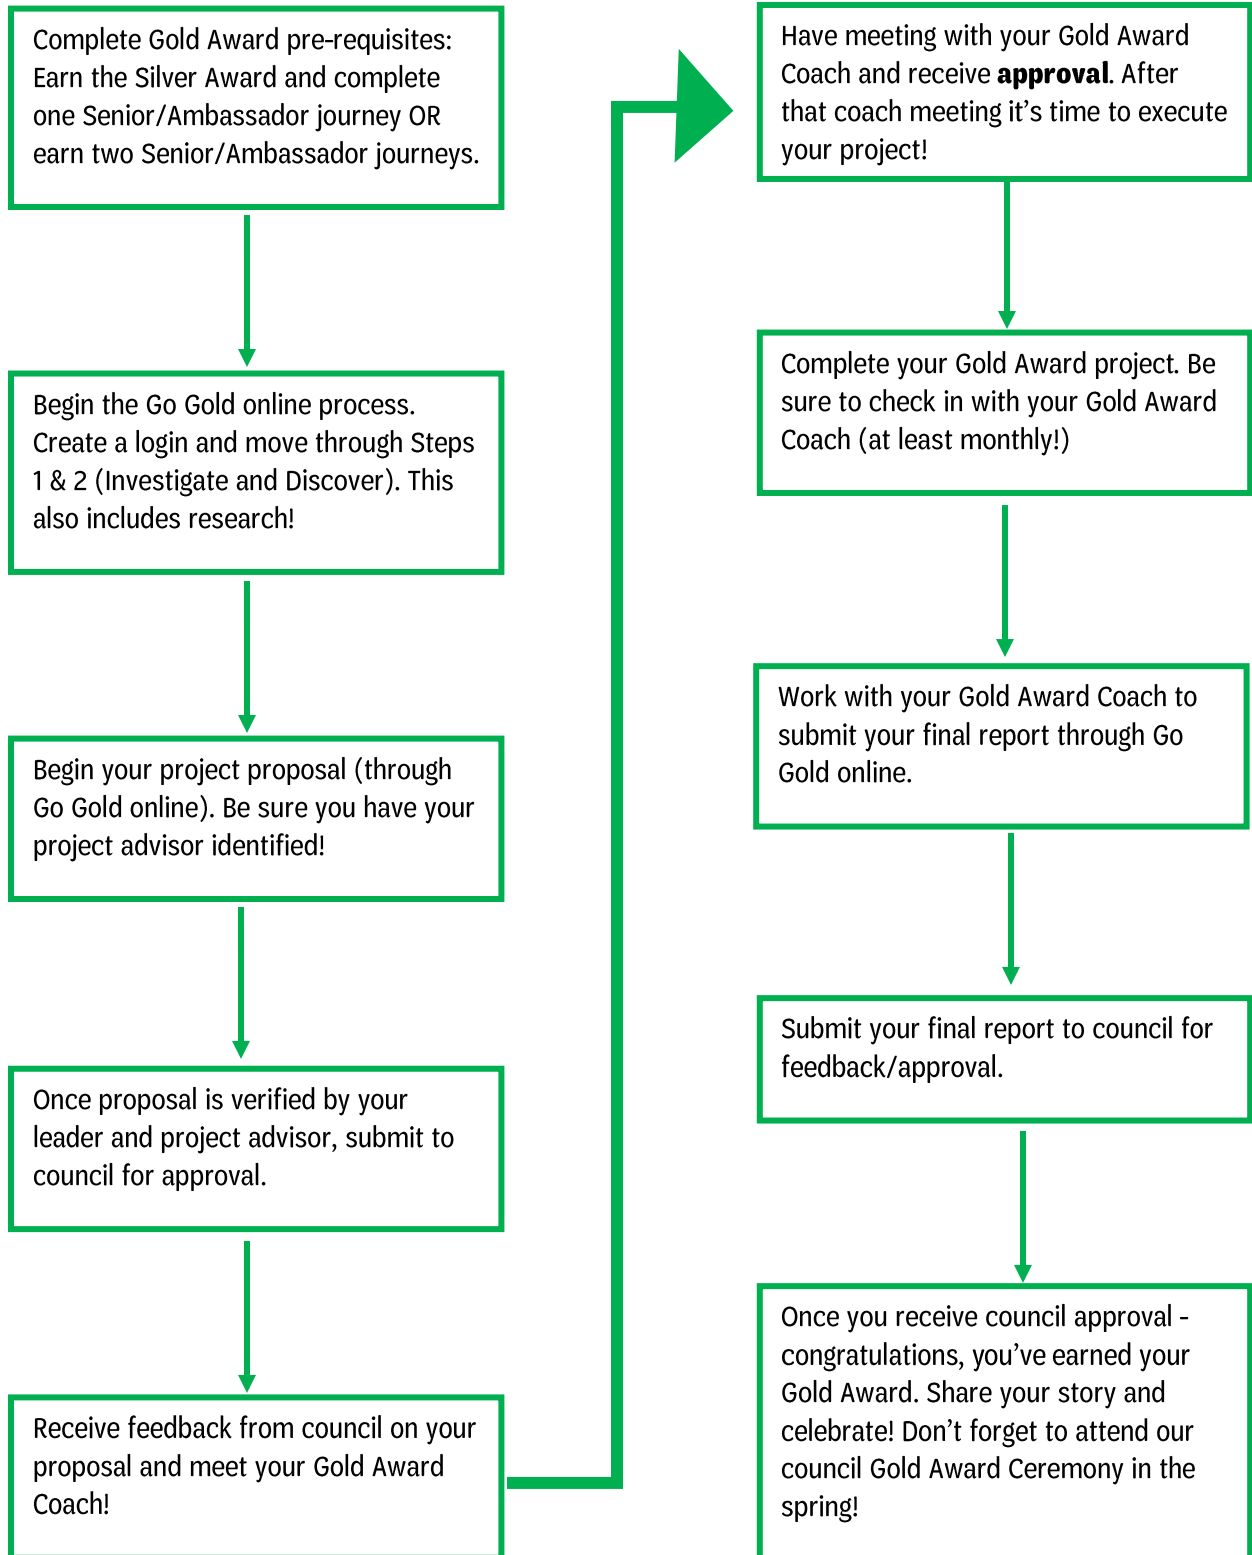 Complete Gold Award pre-requisites:
Earn the Silver Award and complete
one Senior/Ambassador journey OR
earn two Senior/Ambassador journeys.
Begin the Go Gold online process.
Create a login and move through Steps
1 & 2 (Investigate and Discover). This
also includes research!
Begin your project proposal (through
Go Gold online). Be sure you have your
project advisor identified!
Once proposal is verified by your
leader and project advisor, submit to
council for approval.
Receive feedback from council on your
proposal and meet your Gold Award
Coach!
Have meeting with your Gold Award
Coach and receive approval. After
that coach meeting it's time to execute
your project!
Complete your Gold Award project. Be
sure to check in with your Gold Award
Coach (at least monthly!)
Work with your Gold Award Coach to
submit your final report through Go
Gold online.
Submit your final report to council for
feedback/approval.
Once you receive council approval -
congratulations, you've earned your
Gold Award. Share your story and
celebrate! Don't forget to attend our
council Gold Award Ceremony in the
spring!